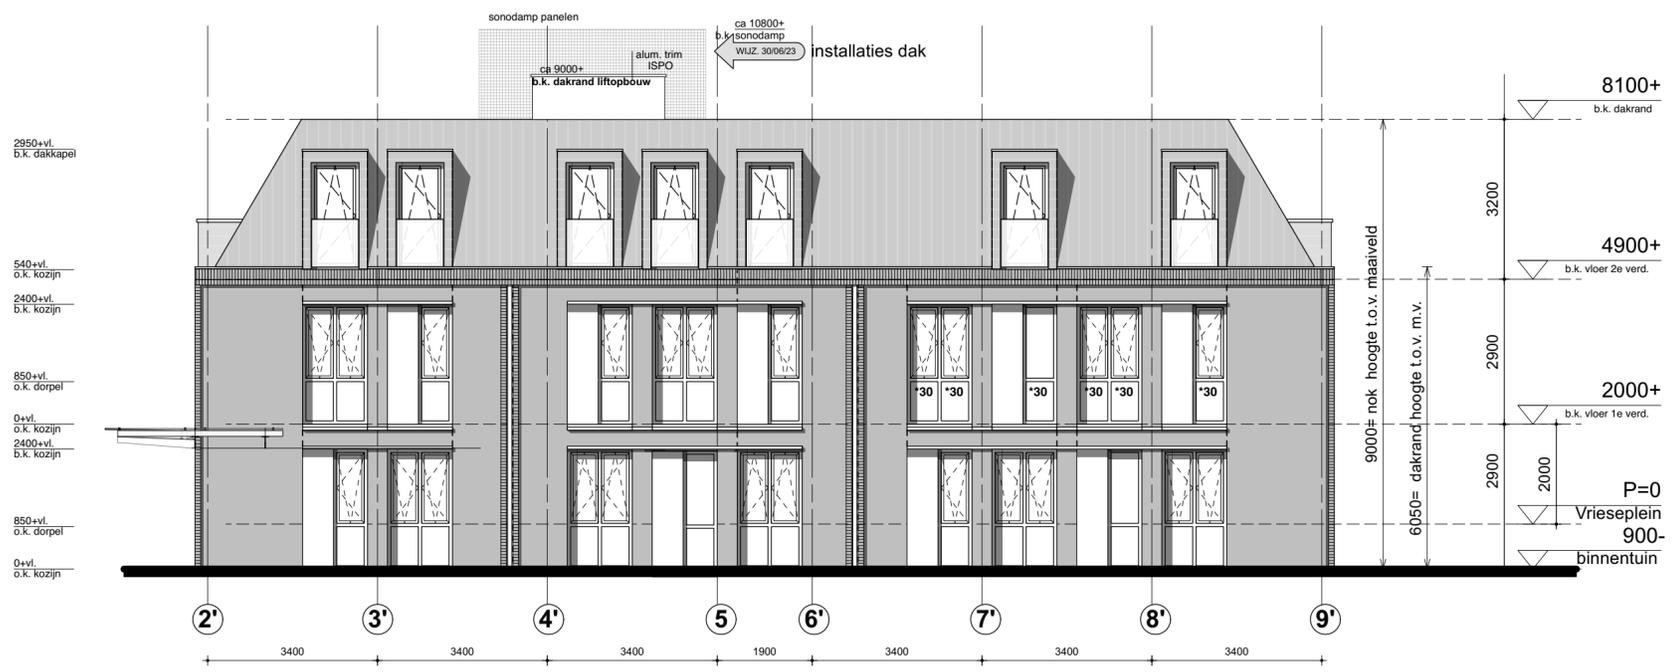 sonodamp panelen
ca 10800+
b.k. sonodamp
WIJZ. 30/06/23
installaties dak
alum. trim
ISPO
ca 9000+
b.k. dakrand liftopbouw
8100+
b.k. dakrand
2950+vl.
b.k. dakkapel
3200
4900+
b.k. vloer 2e verd.
540+vl.
o.k. kozijn
2400+vl.
b.k. kozijn
9000= nok hoogte t.o.v. maaiveld
6050= dakrand hoogte t.o.v. m.v.
2900
850+vl.
o.k. dorpel
*30 *30 *30 *30 *30 *30
2000+
b.k. vloer 1e verd.
0+vl.
o.k. kozijn
2400+vl.
b.k. kozijn
2900
2000
P=0
Vrieseplein
850+vl.
o.k. dorpel
900-
binnentuin
0+vl.
o.k. kozijn
2' 3' 4' 5 6' 7' 8' 9'
3400 3400 3400 1900 3400 3400 3400